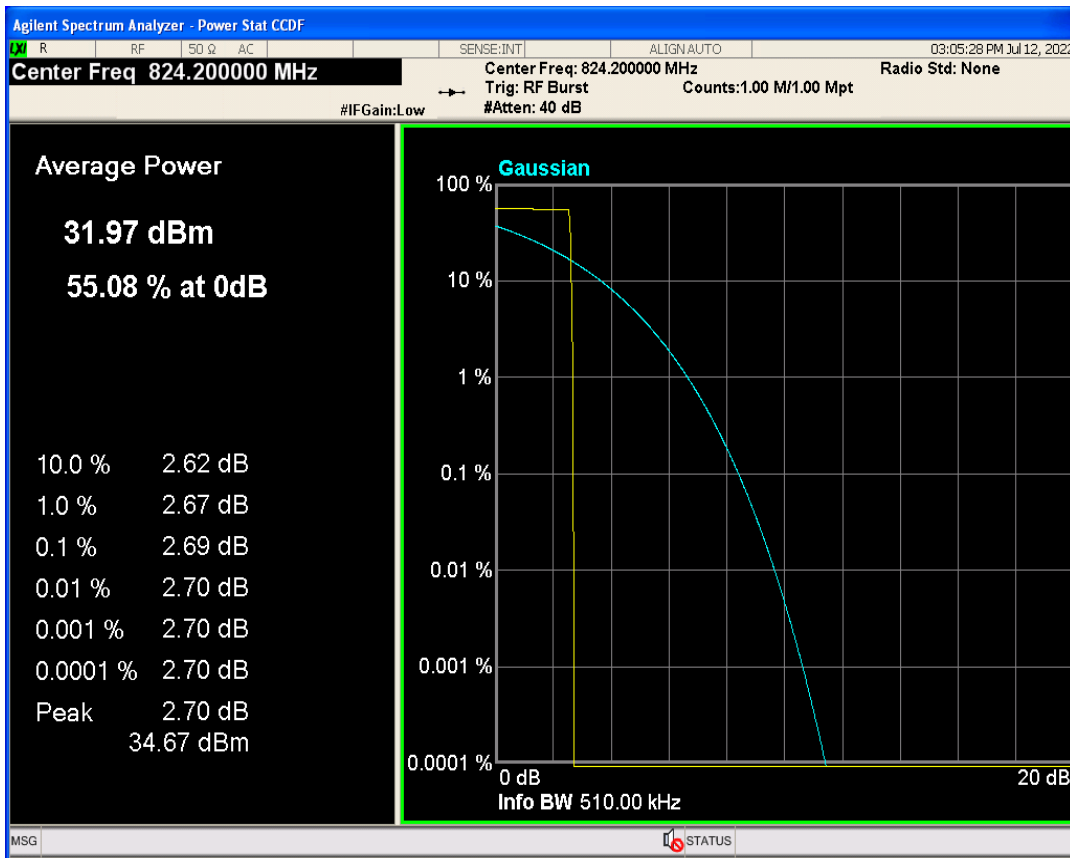 Agilent Spectrum Analyzer - Power Stat CCDF
LXI R RF 50 Ω AC SENSE:INT ALIGN AUTO 03:05:28 PM Jul 12, 2022
Center Freq 824.200000 MHz
Center Freq: 824.200000 MHz Radio Std: None
Trig: RF Burst Counts:1.00 M/1.00 Mpt
#IFGain:Low #Atten: 40 dB
Average Power
31.97 dBm
55.08 % at 0dB
10.0 % 2.62 dB
1.0 % 2.67 dB
0.1 % 2.69 dB
0.01 % 2.70 dB
0.001 % 2.70 dB
0.0001 % 2.70 dB
Peak 2.70 dB
34.67 dBm
Gaussian
100 %
10 %
1 %
0.1 %
0.01 %
0.001 %
0.0001 %
0 dB 20 dB
Info BW 510.00 kHz
MSG STATUS